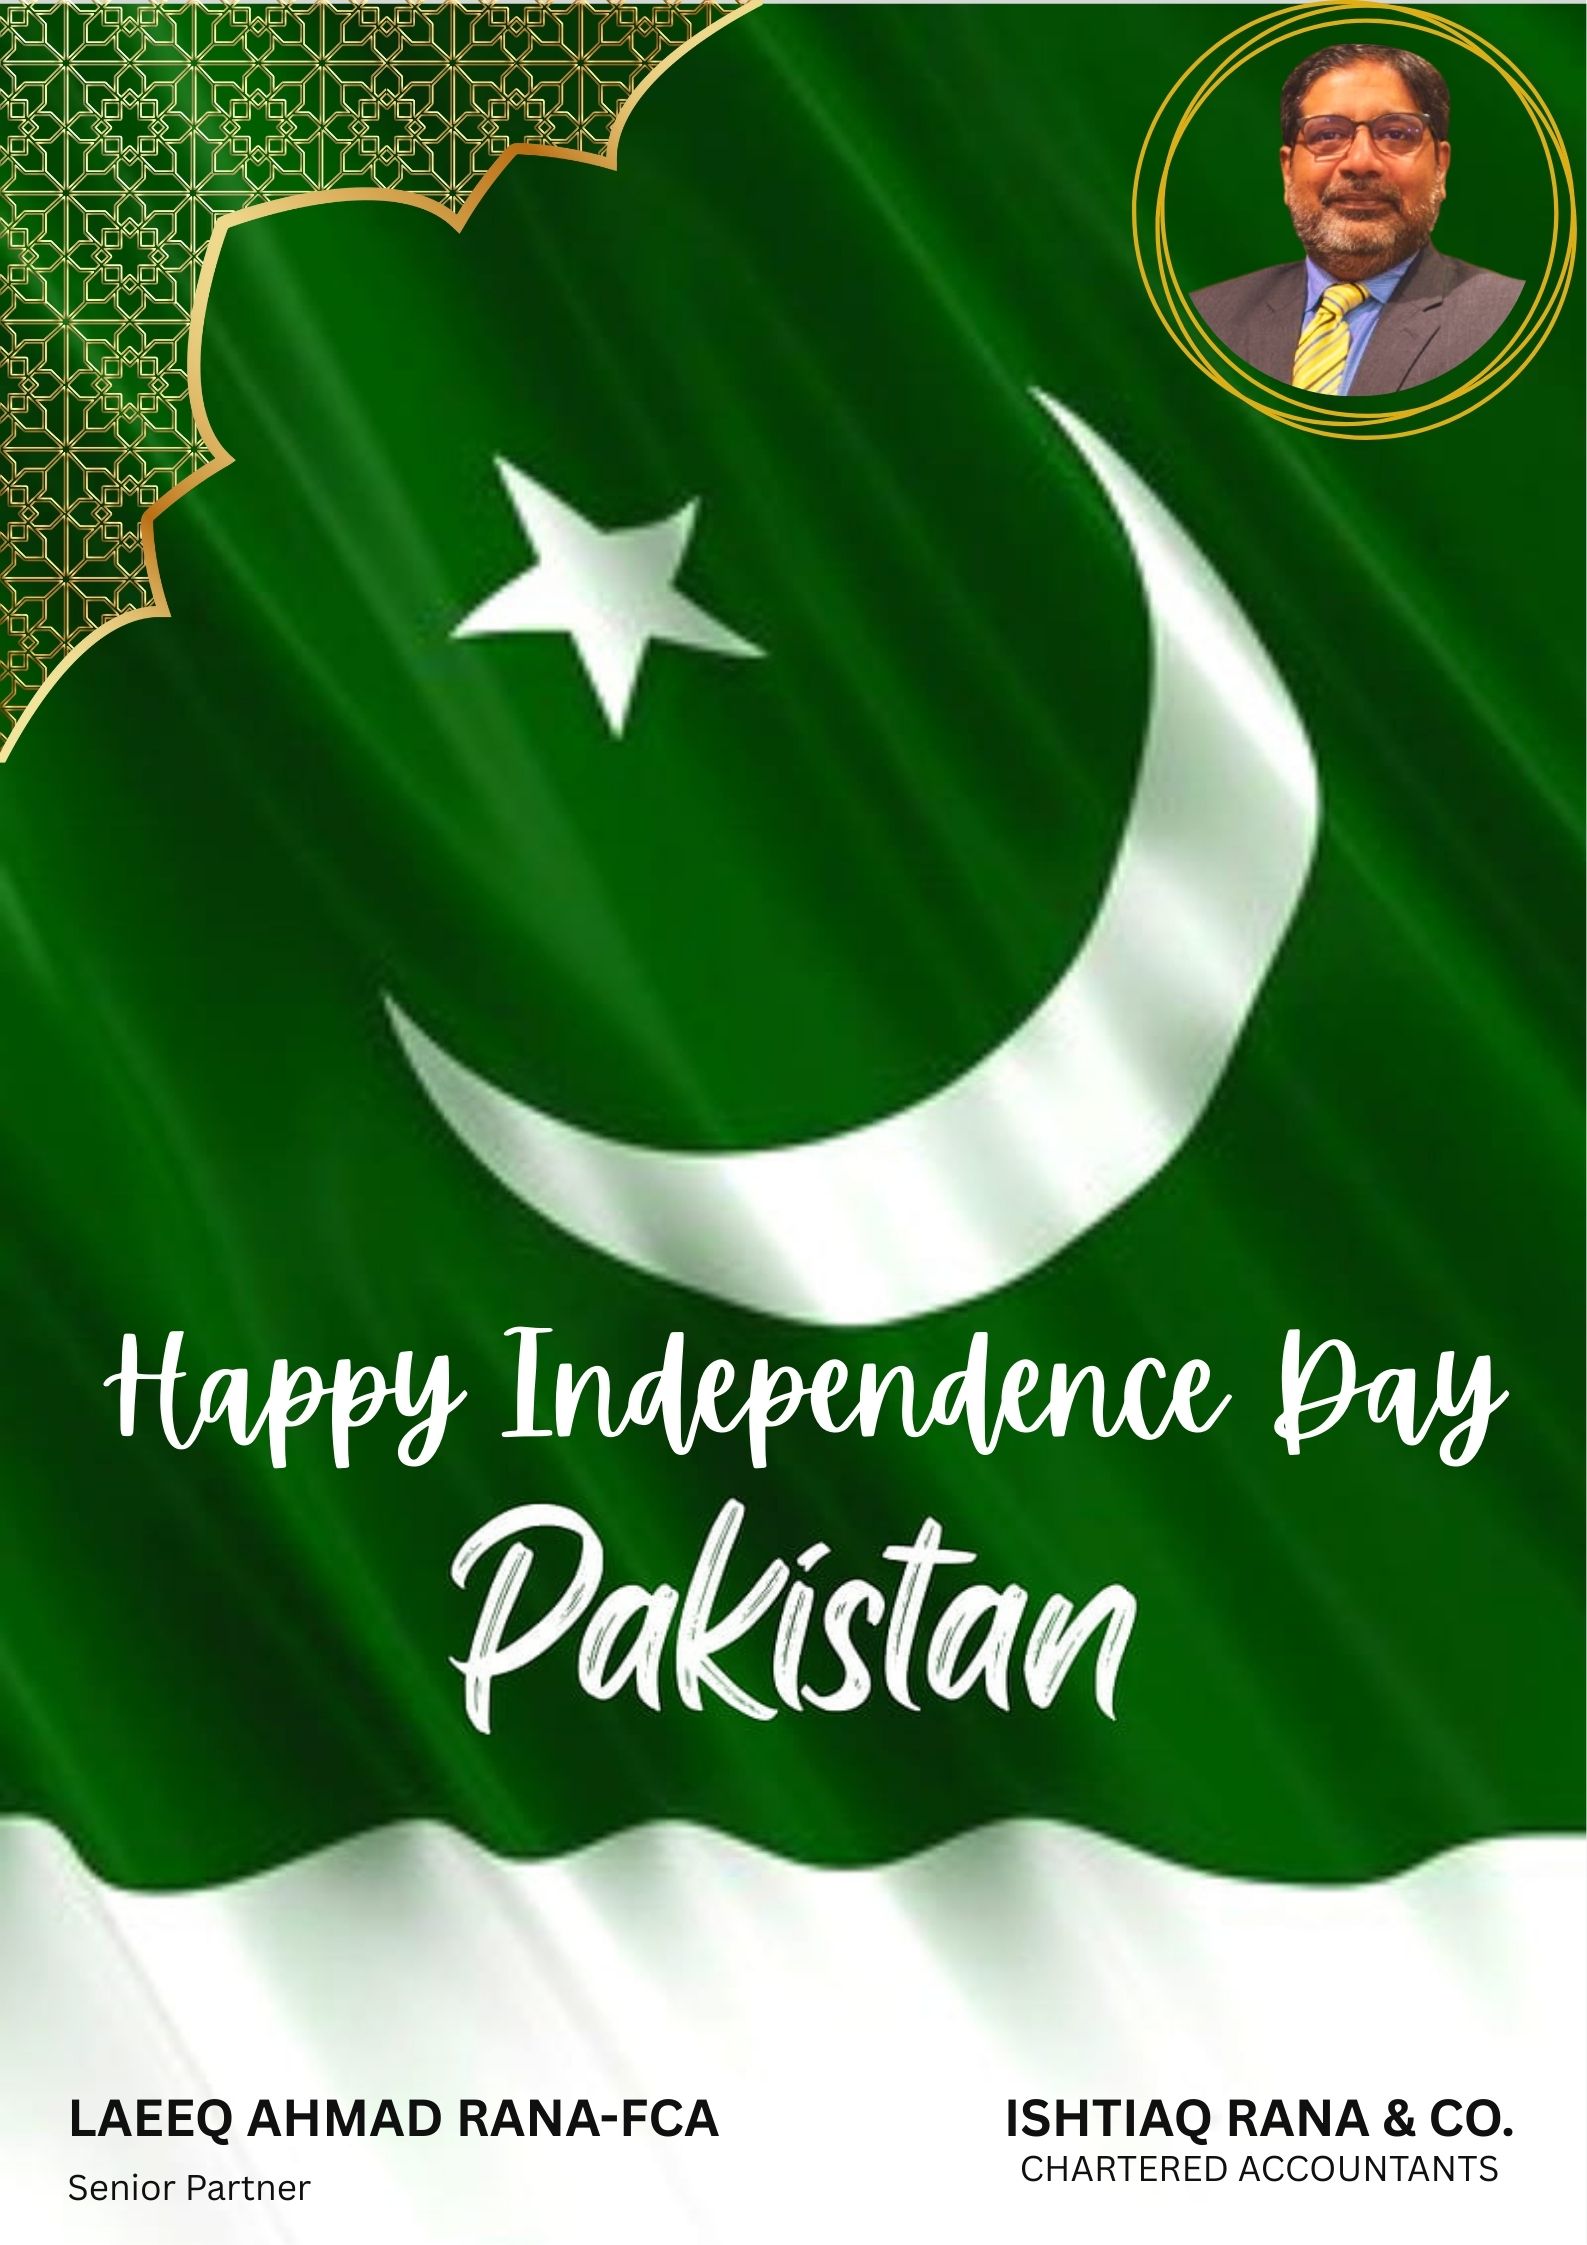 Happy Independence Day
Pakistan
LAEEQ AHMAD RANA-FCA
Senior Partner
ISHTIAQ RANA & CO.
CHARTERED ACCOUNTANTS